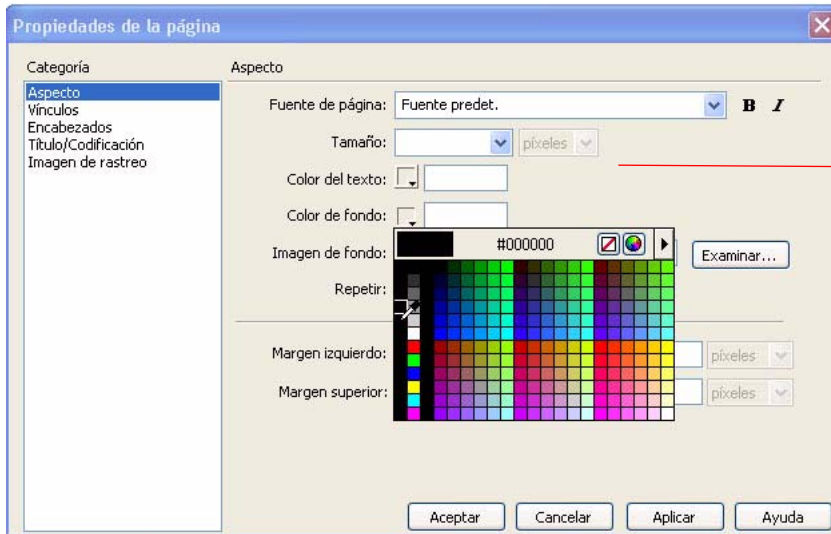 Propiedades de la página
Categoría
Aspecto
Vínculos
Encabezados
Título/Codificación
Imagen de rastreo
Aspecto
Fuente de página: Fuente predet. B I
Tamaño: píxeles
Color del texto:
Color de fondo:
#000000
Imagen de fondo: Examinar...
Repetir:
Margen izquierdo: píxeles
Margen superior: píxeles
Aceptar Cancelar Aplicar Ayuda